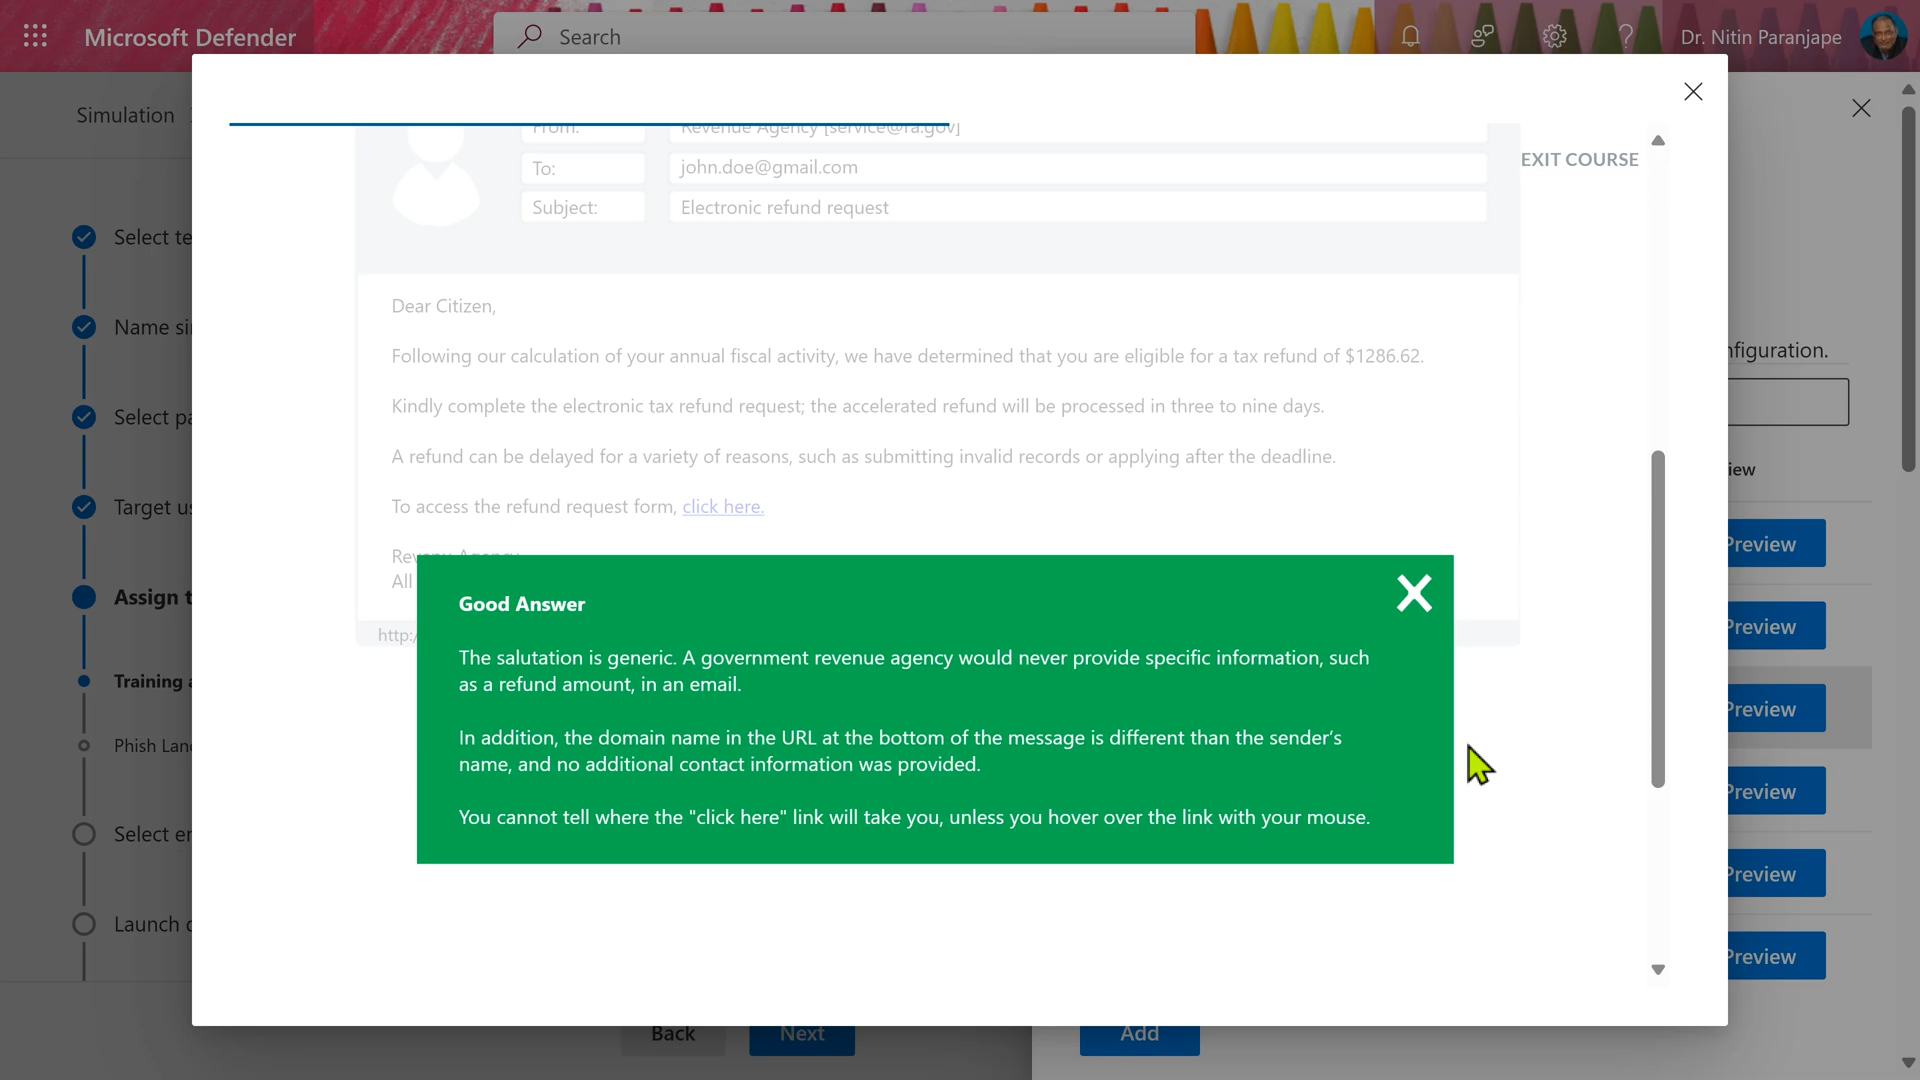 Microsoft Defender
Search
Dr. Nitin Paranjape
Simulation
From:
Revenue Agency [service@ra.gov]
To:
john.doe@gmail.com
EXIT COURSE
Subject:
Electronic refund request
Select te
Dear Citizen,
Name si
Following our calculation of your annual fiscal activity, we have determined that you are eligible for a tax refund of $1286.62.
nfiguration.
Select pa
Kindly complete the electronic tax refund request; the accelerated refund will be processed in three to nine days.
A refund can be delayed for a variety of reasons, such as submitting invalid records or applying after the deadline.
iew
Target us
To access the refund request form, click here.
Preview
All
Assign t
Good Answer
http:/
Preview
The salutation is generic. A government revenue agency would never provide specific information, such
as a refund amount, in an email.
Training a
Preview
In addition, the domain name in the URL at the bottom of the message is different than the sender's
name, and no additional contact information was provided.
Phish Lan
Preview
You cannot tell where the "click here" link will take you, unless you hover over the link with your mouse.
Select en
Preview
Launch d
Preview
Back
Next
Add